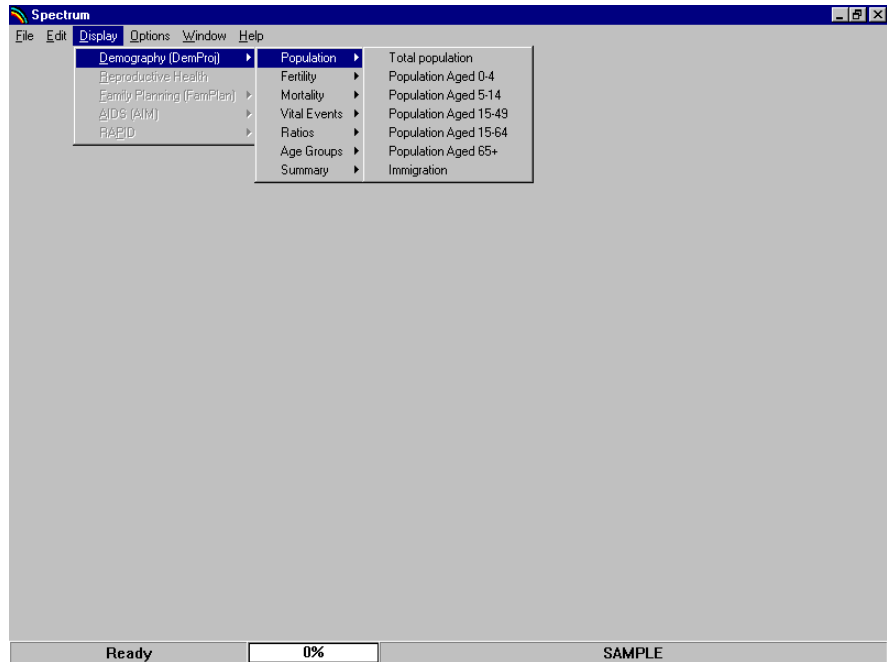 Spectrum
File Edit Display Options Window Help
Demography (DemProj)
Reproductive Health
Family Planning (FamPlan)
AIDS (AIM)
RAPID
Population
Fertility
Mortality
Vital Events
Ratios
Age Groups
Summary
Total population
Population Aged 0-4
Population Aged 5-14
Population Aged 15-49
Population Aged 15-64
Population Aged 65+
Immigration
Ready 0% SAMPLE